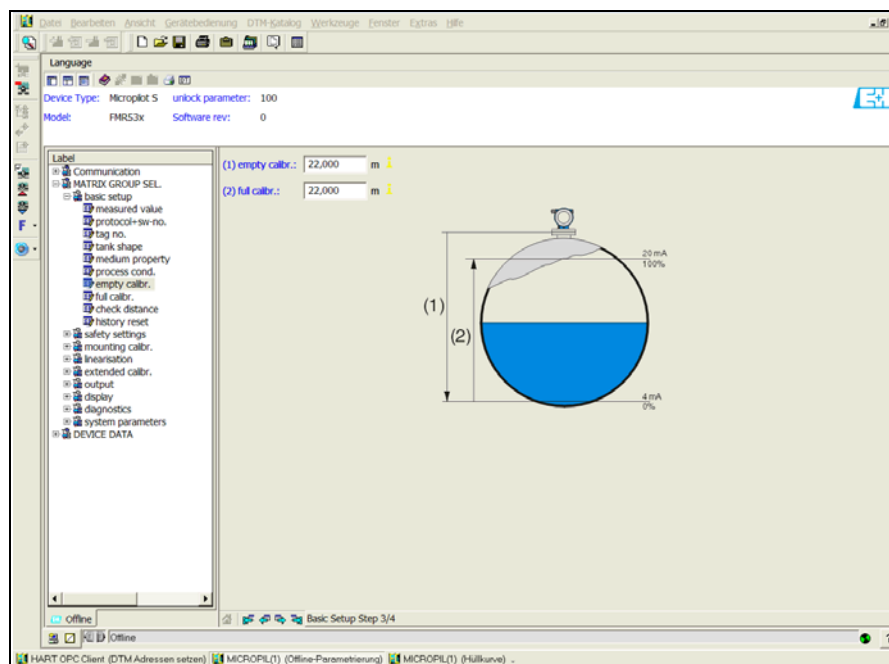 Datei Bearbeiten Ansicht Gerätebedienung DTM-Katalog Werkzeuge Fenster Extras Hilfe
Language
Device Type: Micropilot S unlock parameter: 100
Model: FMR53x Software rev: 0
Label
Communication
MATRIX GROUP SEL.
basic setup
measured value
protocol+sw-no.
tag no.
tank shape
medium property
process cond.
empty calibr.
full calibr.
check distance
history reset
safety settings
mounting calibr.
linearisation
extended calibr.
output
display
diagnostics
system parameters
DEVICE DATA
(1) empty calibr.: 22,000 m
(2) full calibr.: 22,000 m
20 mA
100%
(1)
(2)
4 mA
0%
Offline
Basic Setup Step 3/4
Offline
HART OPC Client (DTM Adressen setzen) MICROPIL(1) (Offline-Parametrierung) MICROPIL(1) (Hüllkurve)